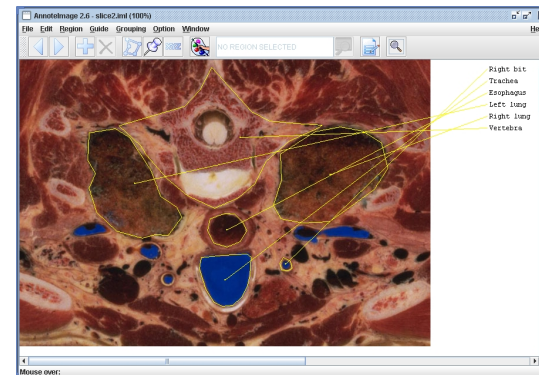 AnnoteImage 2.6 - slice2.iml (100%)
File Edit Region Guide Grouping Option Window He
NO REGION SELECTED
Right bit
Trachea
Esophagus
Left lung
Right lung
Vertebra
Mouse over: